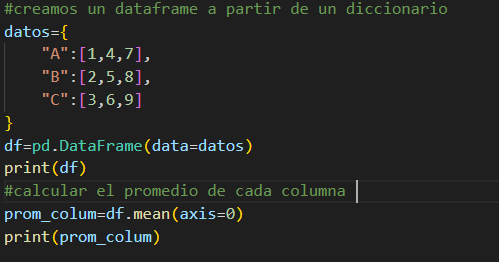 #creamos un dataframe a partir de un diccionario
datos={
    "A":[1,4,7],
    "B":[2,5,8],
    "C":[3,6,9]
}
df=pd.DataFrame(data=datos)
print(df)
#calcular el promedio de cada columna
prom_colum=df.mean(axis=0)
print(prom_colum)